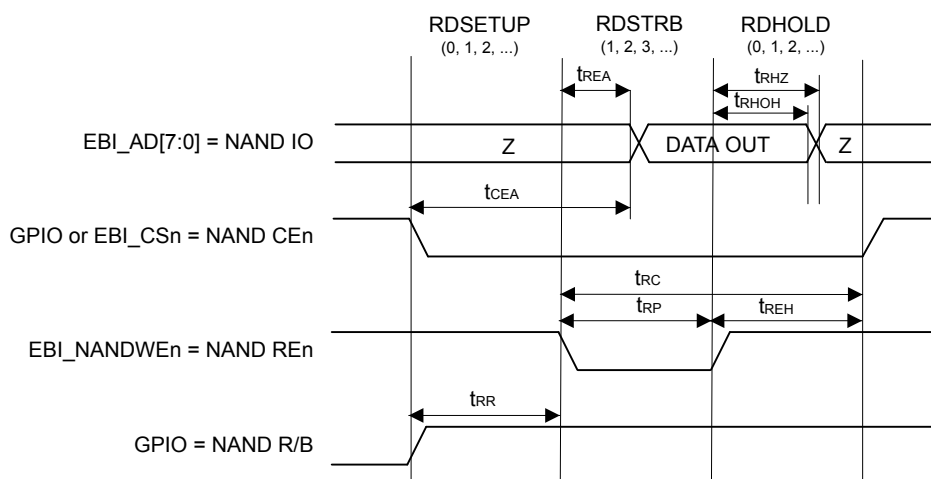 RDSETUP RDSTRB RDHOLD
(0, 1, 2, ...) (1, 2, 3, ...) (0, 1, 2, ...)
tREA tRHZ
tRHOH
EBI_AD[7:0] = NAND IO Z DATA OUT Z
tCEA
GPIO or EBI_CSn = NAND CEn
tRC
tRP tREH
EBI_NANDWEn = NAND REn
tRR
GPIO = NAND R/B